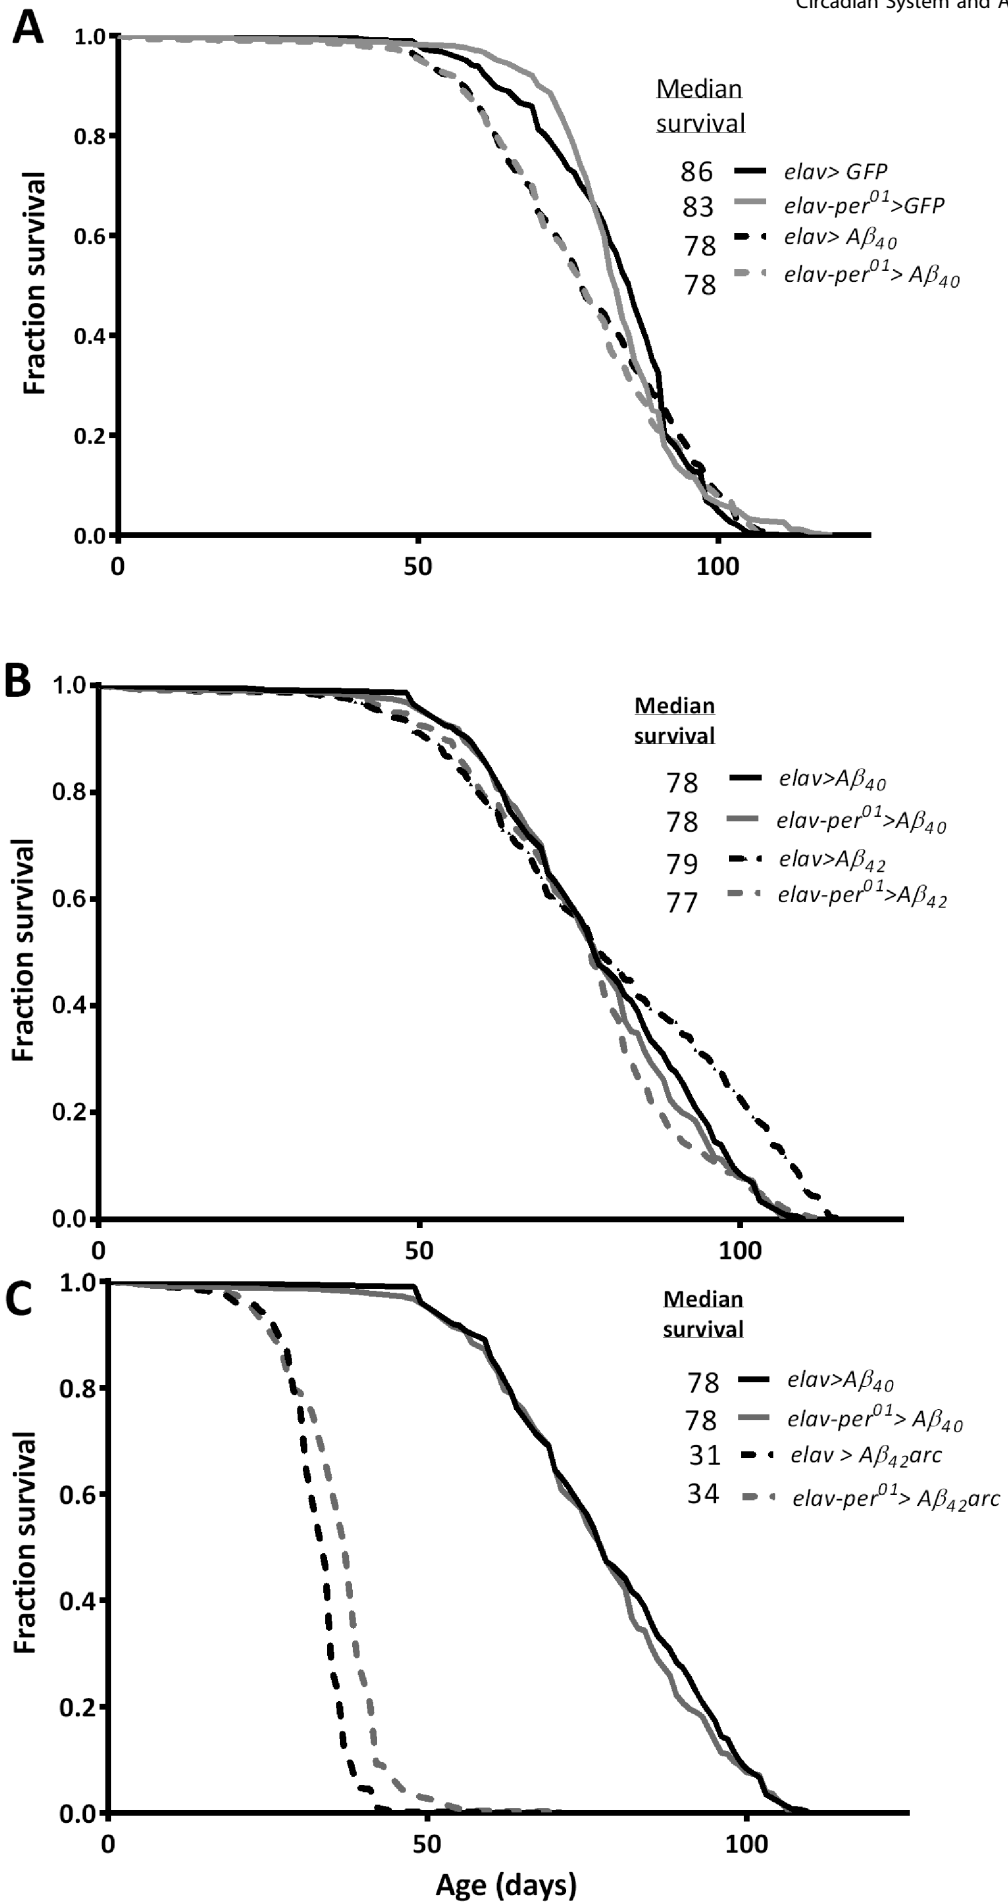 Circadian System and A
A
1.0
0.8
0.6
0.4
0.2
0.0
Fraction survival
0 50 100
Median
survival
86 elav> GFP
83 elav-per⁰¹>GFP
78 elav> Aβ₄₀
78 elav-per⁰¹> Aβ₄₀
B
1.0
0.8
0.6
0.4
0.2
0.0
Fraction survival
0 50 100
Median
survival
78 elav>Aβ₄₀
78 elav-per⁰¹>Aβ₄₀
79 elav>Aβ₄₂
77 elav-per⁰¹>Aβ₄₂
C
1.0
0.8
0.6
0.4
0.2
0.0
Fraction survival
0 50 100
Age (days)
Median
survival
78 elav>Aβ₄₀
78 elav-per⁰¹> Aβ₄₀
31 elav > Aβ₄₂arc
34 elav-per⁰¹> Aβ₄₂arc